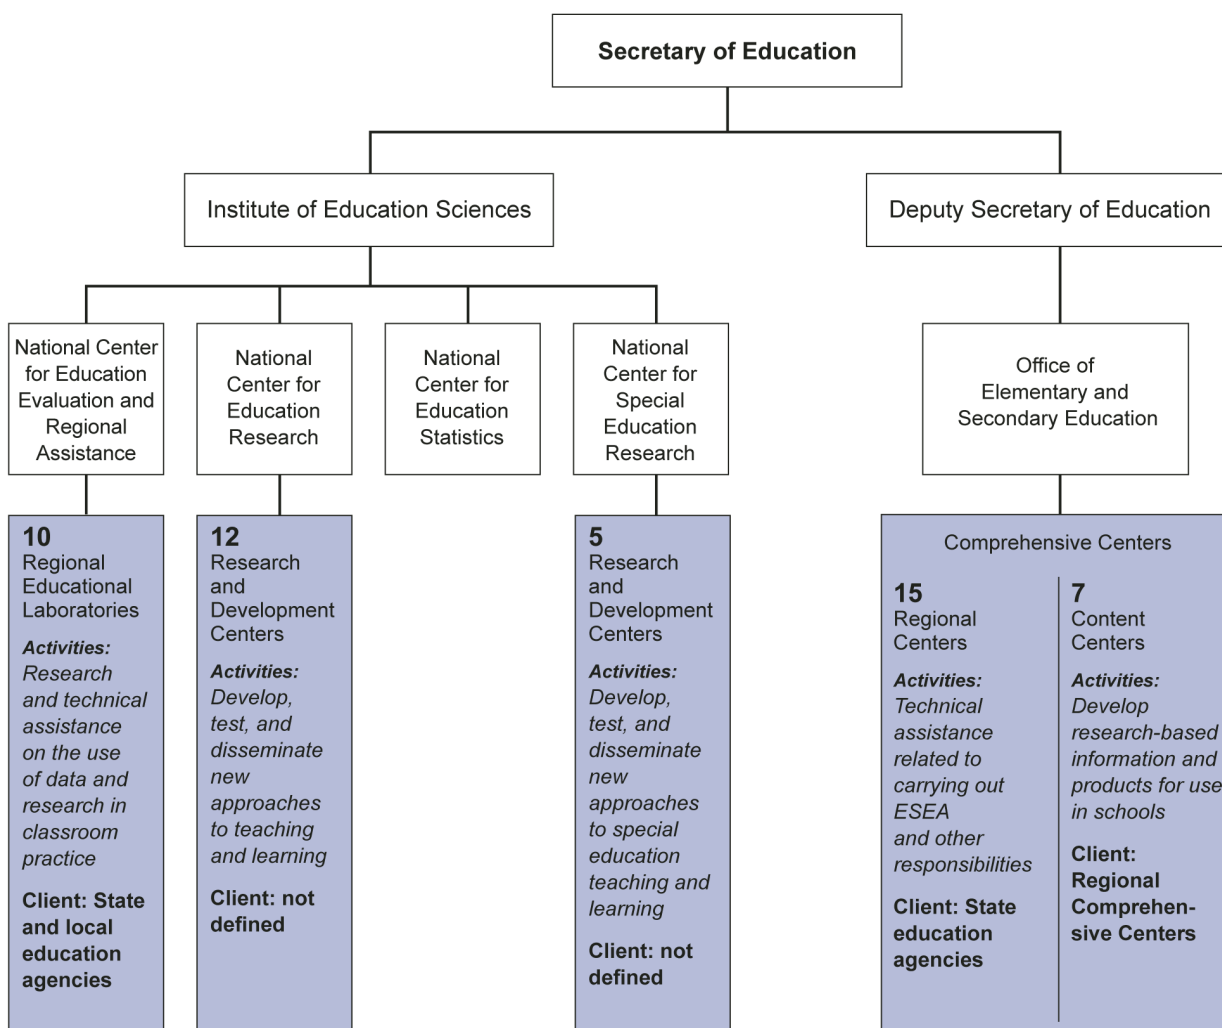 Secretary of Education
Institute of Education Sciences
Deputy Secretary of Education
National Center
for Education
Evaluation and
Regional
Assistance
National
Center for
Education
Research
National
Center for
Education
Statistics
National
Center for
Special
Education
Research
Office of
Elementary and
Secondary Education
10
Regional
Educational
Laboratories
Activities:
Research
and technical
assistance
on the use
of data and
research in
classroom
practice
Client: State
and local
education
agencies
12
Research
and
Development
Centers
Activities:
Develop,
test, and
disseminate
new
approaches
to teaching
and learning
Client: not
defined
5
Research
and
Development
Centers
Activities:
Develop,
test, and
disseminate
new
approaches
to special
education
teaching and
learning
Client: not
defined
Comprehensive Centers
15
Regional
Centers
Activities:
Technical
assistance
related to
carrying out
ESEA
and other
responsibilities
Client: State
education
agencies
7
Content
Centers
Activities:
Develop
research-based
information and
products for use
in schools
Client:
Regional
Comprehen-
sive Centers